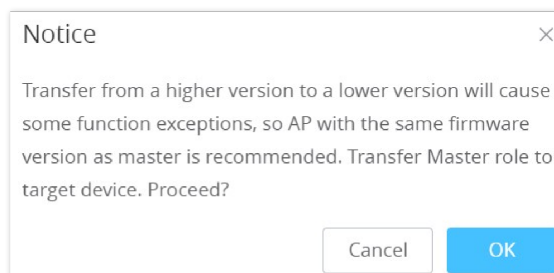 Notice
Transfer from a higher version to a lower version will cause
some function exceptions, so AP with the same firmware
version as master is recommended. Transfer Master role to
target device. Proceed?
Cancel OK